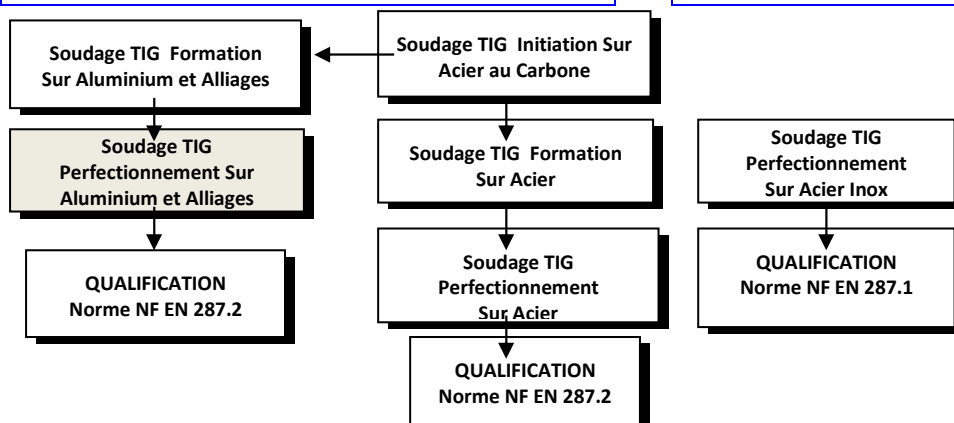 Soudage TIG Formation
Sur Aluminium et Alliages
Soudage TIG Initiation Sur
Acier au Carbone
Soudage TIG
Perfectionnement Sur
Aluminium et Alliages
Soudage TIG Formation
Sur Acier
Soudage TIG
Perfectionnement
Sur Acier Inox
QUALIFICATION
Norme NF EN 287.2
Soudage TIG
Perfectionnement
Sur Acier
QUALIFICATION
Norme NF EN 287.1
QUALIFICATION
Norme NF EN 287.2